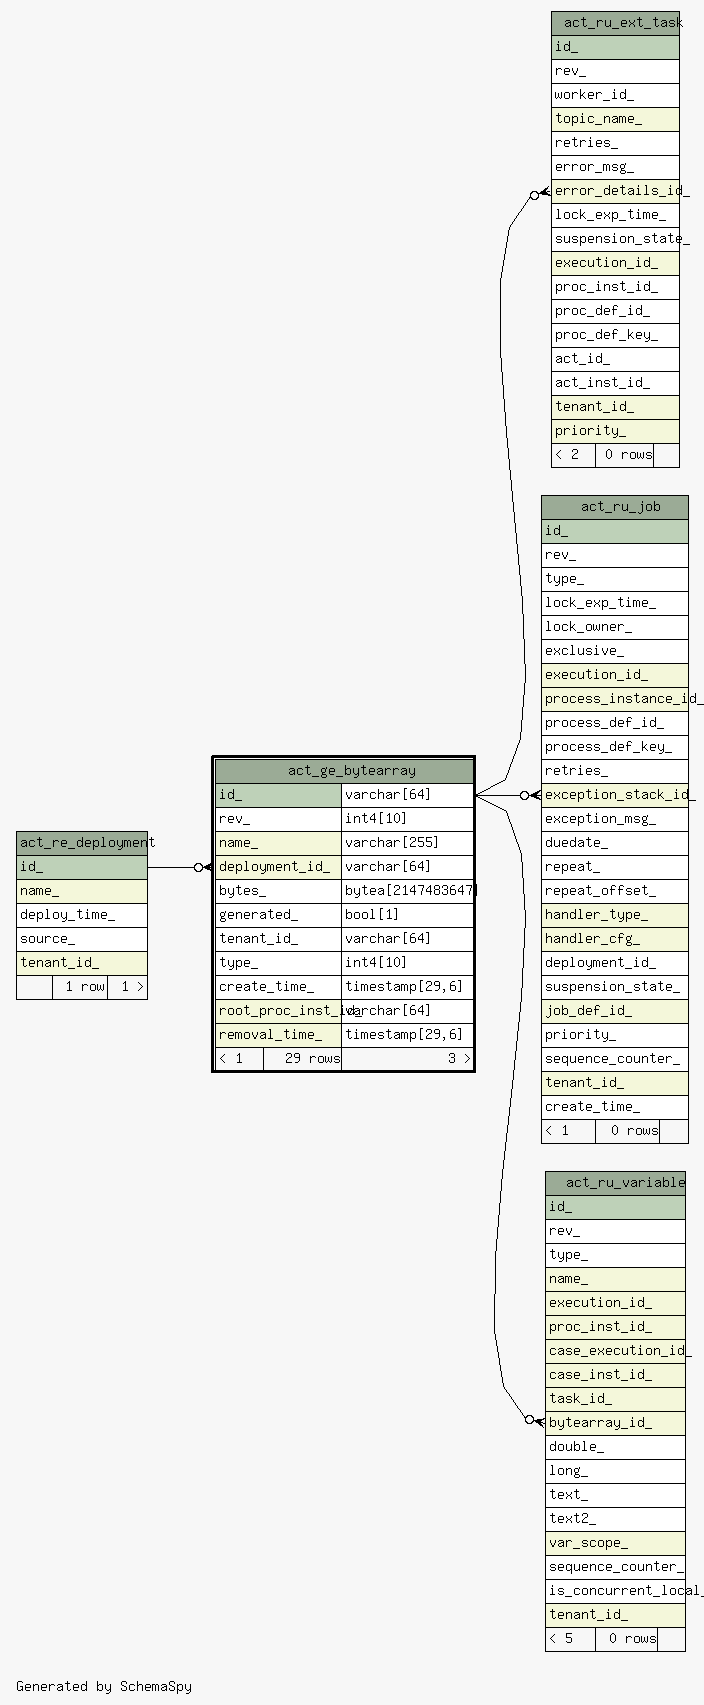 act_ru_ext_task
id_
rev_
worker_id_
topic_name_
retries_
error_msg_
error_details_id_
lock_exp_time_
suspension_state_
execution_id_
proc_inst_id_
proc_def_id_
proc_def_key_
act_id_
act_inst_id_
tenant_id_
priority_
< 2 0 rows
act_ru_job
id_
rev_
type_
lock_exp_time_
lock_owner_
exclusive_
execution_id_
process_instance_id_
process_def_id_
process_def_key_
retries_
exception_stack_id_
exception_msg_
duedate_
repeat_
repeat_offset_
handler_type_
handler_cfg_
deployment_id_
suspension_state_
job_def_id_
priority_
sequence_counter_
tenant_id_
create_time_
< 1 0 rows
act_ge_bytearray
id_ varchar[64]
rev_ int4[10]
name_ varchar[255]
deployment_id_ varchar[64]
bytes_ bytea[2147483647]
generated_ bool[1]
tenant_id_ varchar[64]
type_ int4[10]
create_time_ timestamp[29,6]
root_proc_inst_id_ varchar[64]
removal_time_ timestamp[29,6]
< 1 29 rows 3 >
act_re_deployment
id_
name_
deploy_time_
source_
tenant_id_
1 row 1 >
act_ru_variable
id_
rev_
type_
name_
execution_id_
proc_inst_id_
case_execution_id_
case_inst_id_
task_id_
bytearray_id_
double_
long_
text_
text2_
var_scope_
sequence_counter_
is_concurrent_local_
tenant_id_
< 5 0 rows
Generated by SchemaSpy